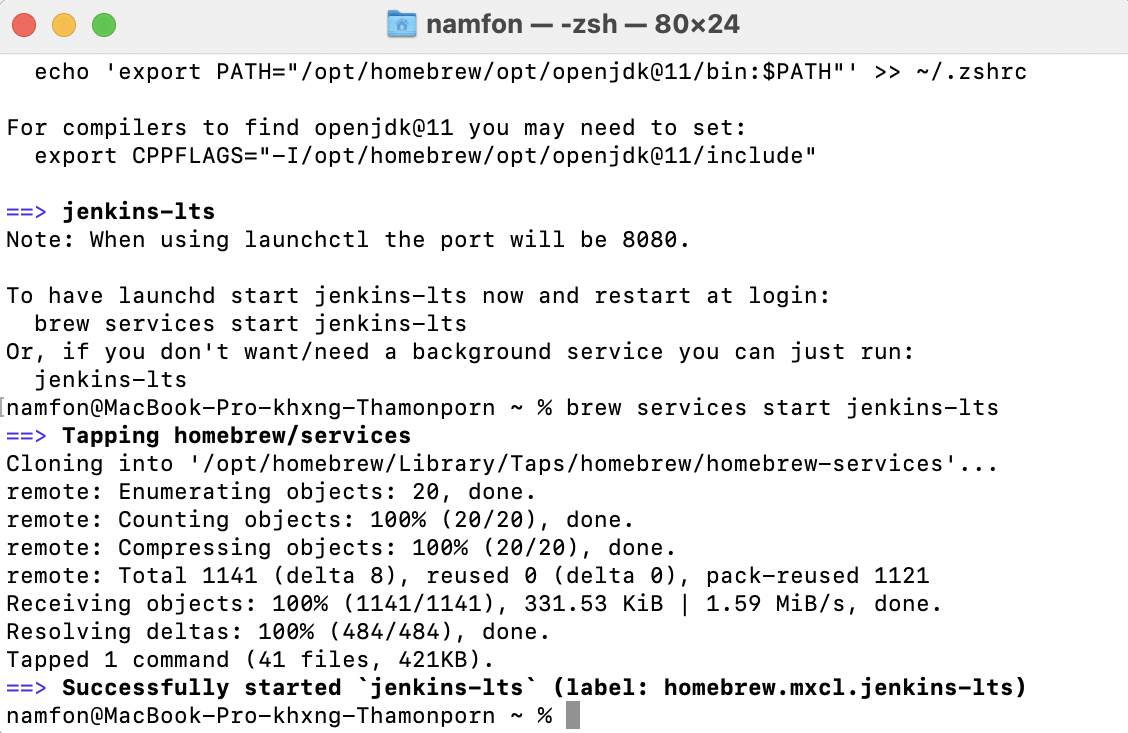 namfon — -zsh — 80×24
echo 'export PATH="/opt/homebrew/opt/openjdk@11/bin:$PATH"' >> ~/.zshrc
For compilers to find openjdk@11 you may need to set:
export CPPFLAGS="-I/opt/homebrew/opt/openjdk@11/include"
==> jenkins-lts
Note: When using launchctl the port will be 8080.
To have launchd start jenkins-lts now and restart at login:
brew services start jenkins-lts
Or, if you don't want/need a background service you can just run:
jenkins-lts
namfon@MacBook-Pro-khxng-Thamonporn ~ % brew services start jenkins-lts
==> Tapping homebrew/services
Cloning into '/opt/homebrew/Library/Taps/homebrew/homebrew-services'...
remote: Enumerating objects: 20, done.
remote: Counting objects: 100% (20/20), done.
remote: Compressing objects: 100% (20/20), done.
remote: Total 1141 (delta 8), reused 0 (delta 0), pack-reused 1121
Receiving objects: 100% (1141/1141), 331.53 KiB | 1.59 MiB/s, done.
Resolving deltas: 100% (484/484), done.
Tapped 1 command (41 files, 421KB).
==> Successfully started `jenkins-lts` (label: homebrew.mxcl.jenkins-lts)
namfon@MacBook-Pro-khxng-Thamonporn ~ %